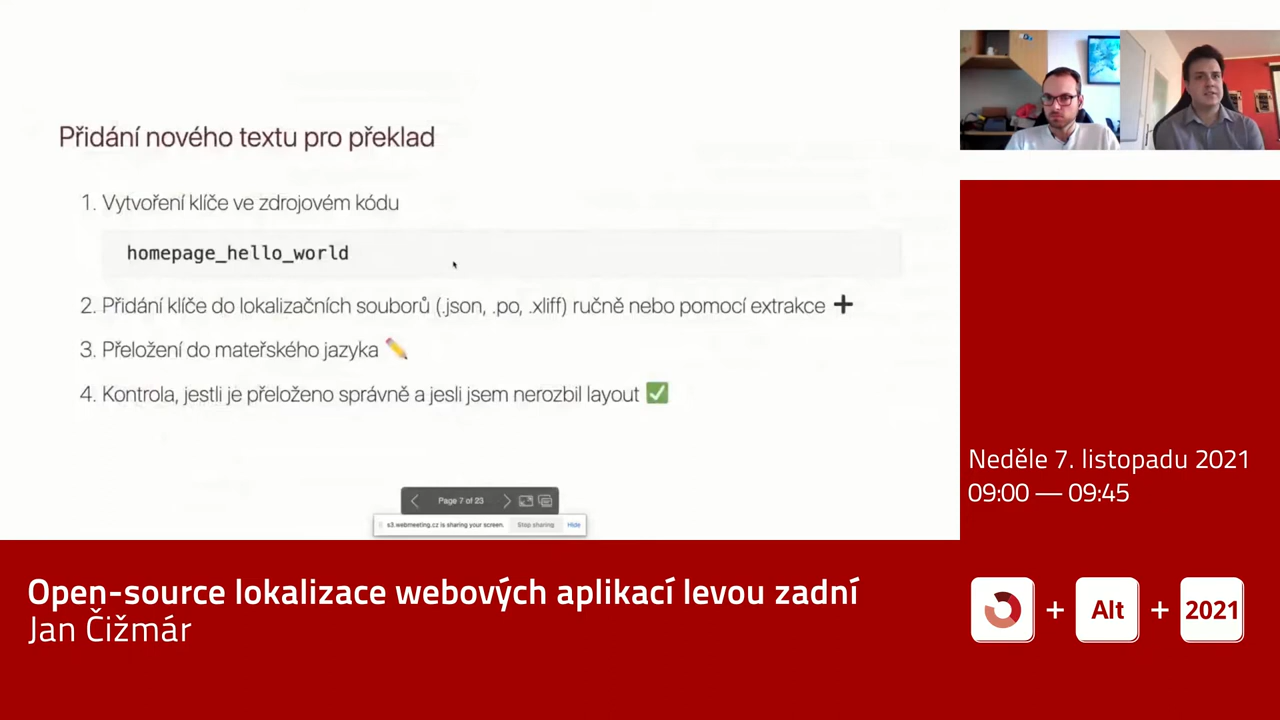 Přidání nového textu pro překlad
1. Vytvoření klíče ve zdrojovém kódu
homepage_hello_world
2. Přidání klíče do lokalizačních souborů (.json, .po, .xliff) ručně nebo pomocí extrakce ➕
3. Přeložení do mateřského jazyka ✏️
4. Kontrola, jestli je přeloženo správně a jesli jsem nerozbil layout ✅
Page 7 of 23
s3.webmeeting.cz is sharing your screen. Stop sharing Hide
Neděle 7. listopadu 2021
09:00 — 09:45
Open-source lokalizace webových aplikací levou zadní
Jan Čižmár
+ Alt + 2021